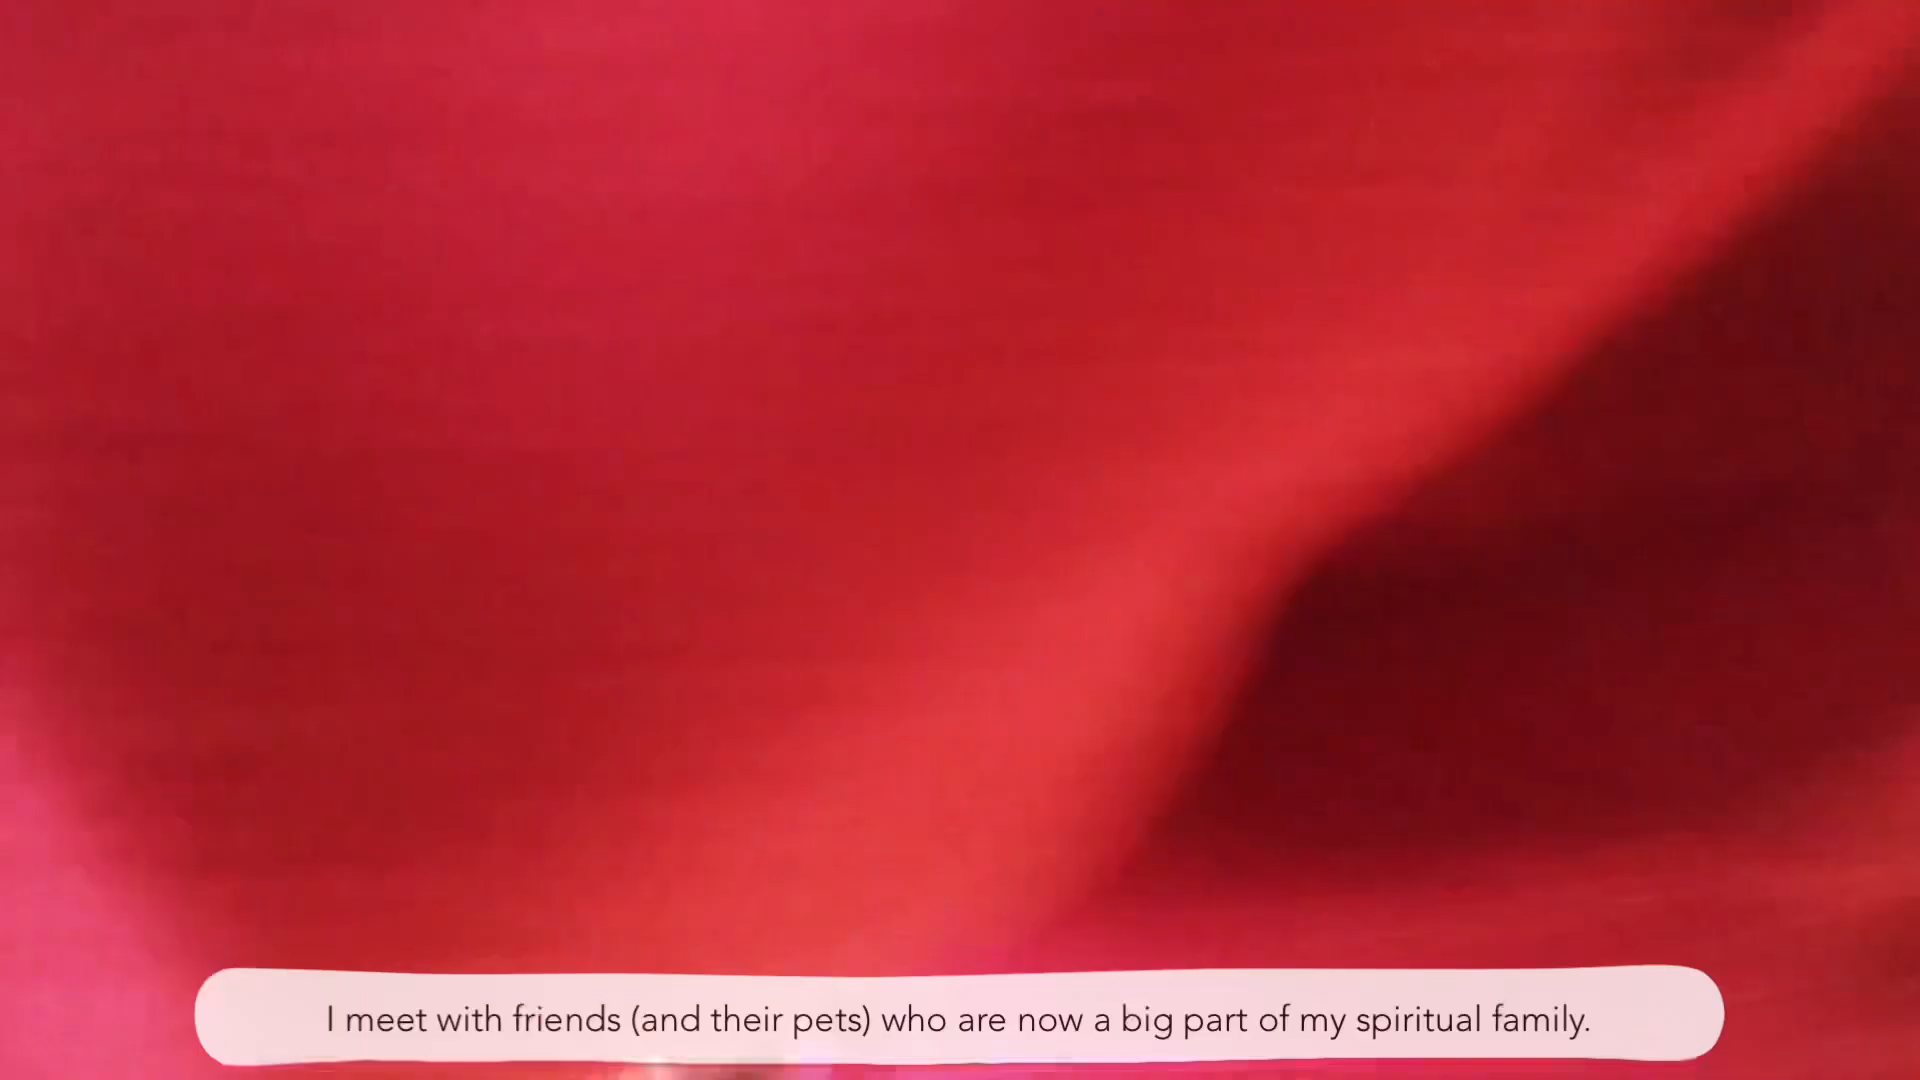 I meet with friends (and their pets) who are now a big part of my spiritual family.